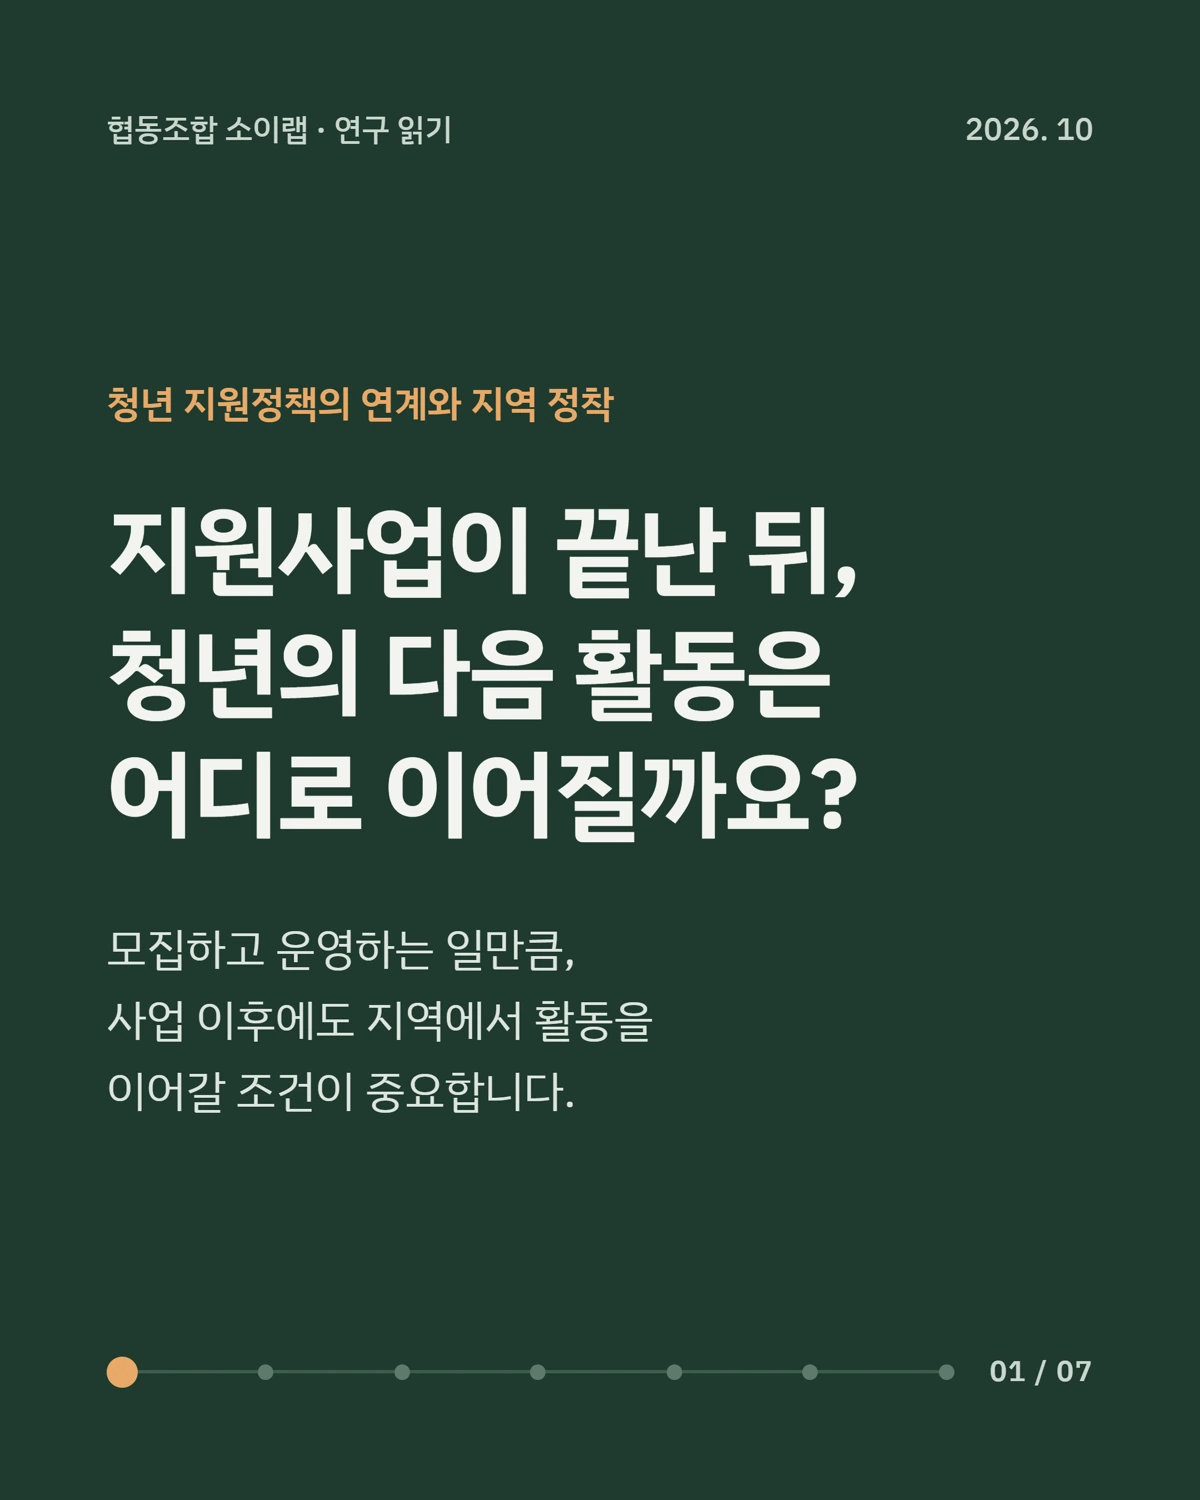 협동조합 소이랩 · 연구 읽기
2026. 10
청년 지원정책의 연계와 지역 정착
지원사업이 끝난 뒤,
청년의 다음 활동은
어디로 이어질까요?
모집하고 운영하는 일만큼,
사업 이후에도 지역에서 활동을
이어갈 조건이 중요합니다.
01 / 07